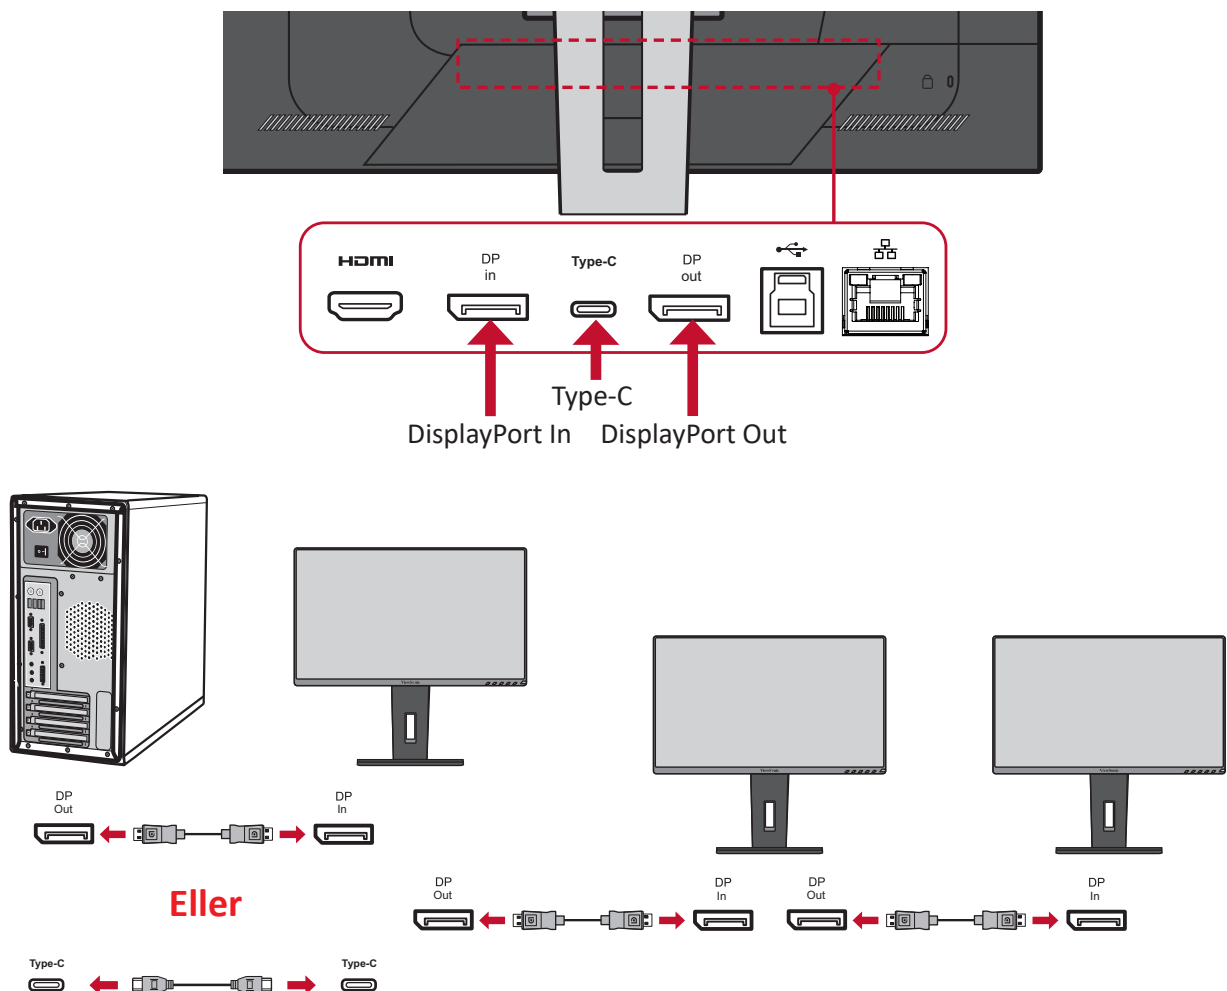 HDMI
DP
in
Type-C
DP
out
Type-C
DisplayPort In
DisplayPort Out
DP
Out
DP
In
Eller
DP
Out
DP
In
DP
Out
DP
In
Type-C
Type-C